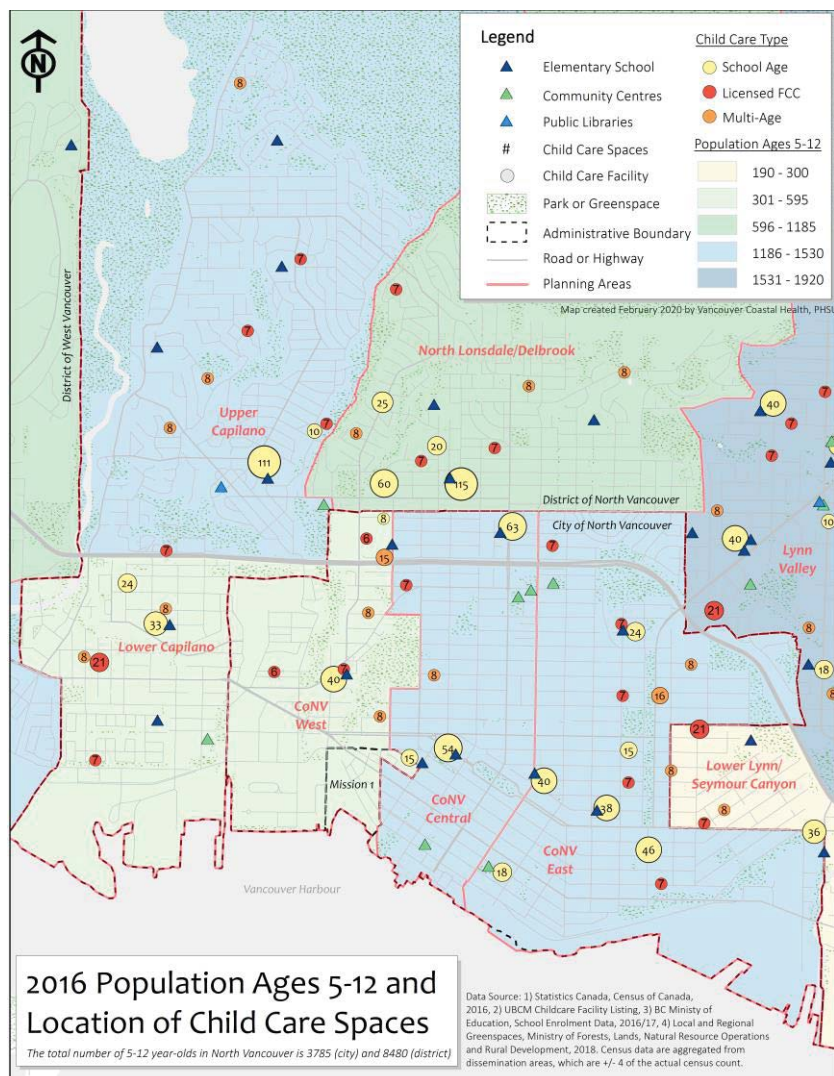 N
Legend
Elementary School
Community Centres
Public Libraries
# Child Care Spaces
Child Care Facility
Park or Greenspace
Administrative Boundary
Road or Highway
Planning Areas
Child Care Type
School Age
Licensed FCC
Multi-Age
Population Ages 5-12
190 - 300
301 - 595
596 - 1185
1186 - 1530
1531 - 1920
Map created February 2020 by Vancouver Coastal Health, PHSU
8
7
7
7
District of West Vancouver
North Lonsdale/Delbrook
8
8
8
7
25
40
Upper
Capilano
8
10
7
8
20
7
7
7
7
111
60
115
District of North Vancouver
City of North Vancouver
8
63
8
10
6
15
7
7
40
Lynn
Valley
7
24
8
33
Lower Capilano
8
7
24
21
8
8
21
6
7
40
8
8
18
8
CoNV
West
8
7
16
21
7
15
54
15
Lower Lynn/
Seymour Canyon
Mission 1
CoNV
Central
40
7
8
38
8
7
36
CoNV
East
46
18
7
Vancouver Harbour
2016 Population Ages 5-12 and
Location of Child Care Spaces
The total number of 5-12 year-olds in North Vancouver is 3785 (city) and 8480 (district)
Data Source: 1) Statistics Canada, Census of Canada,
2016, 2) UBCM Childcare Facility Listing, 3) BC Ministy of
Education, School Enrolment Data, 2016/17, 4) Local and Regional
Greenspaces, Ministry of Forests, Lands, Natural Resource Operations
and Rural Development, 2018. Census data are aggregated from
dissemination areas, which are +/- 4 of the actual census count.